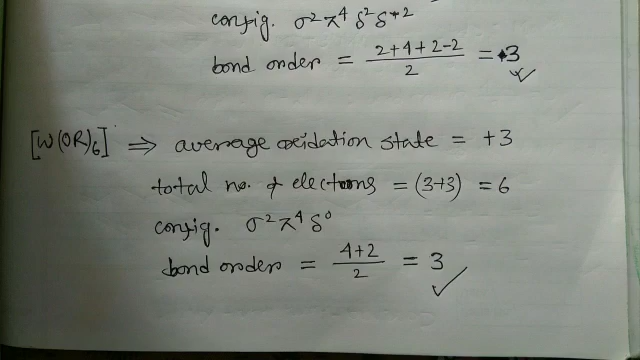 config. σ²π⁴δ²δ*²
bond order = (2+4+2-2)/2 = 3
[W(OR)₆] ⇒ average oxidation state = +3
total no. of electrons = (3+3) = 6
config. σ²π⁴δ⁰
bond order = (4+2)/2 = 3